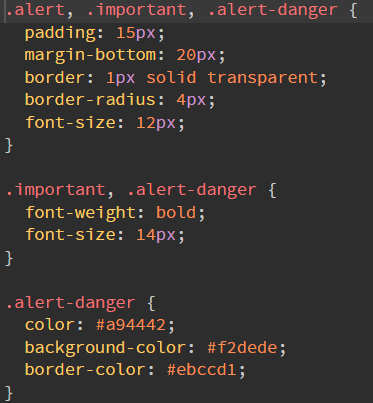 .alert, .important, .alert-danger {
  padding: 15px;
  margin-bottom: 20px;
  border: 1px solid transparent;
  border-radius: 4px;
  font-size: 12px;
}

.important, .alert-danger {
  font-weight: bold;
  font-size: 14px;
}

.alert-danger {
  color: #a94442;
  background-color: #f2dede;
  border-color: #ebccd1;
}